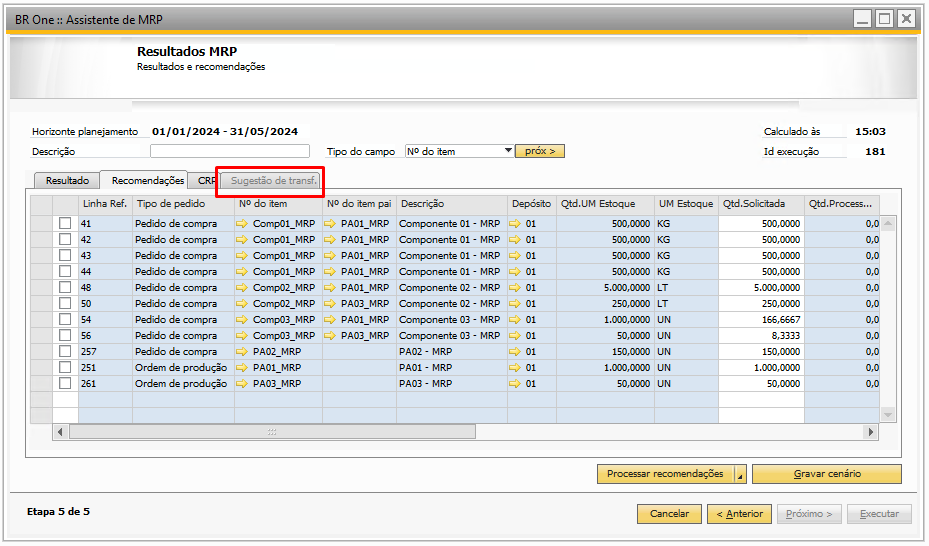 BR One :: Assistente de MRP
Resultados MRP
Resultados e recomendações
Horizonte planejamento 01/01/2024 - 31/05/2024 Calculado às 15:03
Descrição Tipo do campo Nº do item próx > Id execução 181
Resultado Recomendações CRP Sugestão de transf.
Linha Ref. Tipo de pedido Nº do item Nº do item pai Descrição Depósito Qtd.UM Estoque UM Estoque Qtd.Solicitada Qtd.Process...
41 Pedido de compra Comp01_MRP PA01_MRP Componente 01 - MRP 01 500,0000 KG 500,0000 0,0
42 Pedido de compra Comp01_MRP PA01_MRP Componente 01 - MRP 01 500,0000 KG 500,0000 0,0
43 Pedido de compra Comp01_MRP PA01_MRP Componente 01 - MRP 01 500,0000 KG 500,0000 0,0
44 Pedido de compra Comp01_MRP PA01_MRP Componente 01 - MRP 01 500,0000 KG 500,0000 0,0
48 Pedido de compra Comp02_MRP PA01_MRP Componente 02 - MRP 01 5.000,0000 LT 5.000,0000 0,0
50 Pedido de compra Comp02_MRP PA03_MRP Componente 02 - MRP 01 250,0000 LT 250,0000 0,0
54 Pedido de compra Comp03_MRP PA01_MRP Componente 03 - MRP 01 1.000,0000 UN 166,6667 0,0
56 Pedido de compra Comp03_MRP PA03_MRP Componente 03 - MRP 01 50,0000 UN 8,3333 0,0
257 Pedido de compra PA02_MRP PA02 - MRP 01 150,0000 UN 150,0000 0,0
251 Ordem de produção PA01_MRP PA01 - MRP 01 1.000,0000 UN 1.000,0000 0,0
261 Ordem de produção PA03_MRP PA03 - MRP 01 50,0000 UN 50,0000 0,0
Processar recomendações Gravar cenário
Etapa 5 de 5 Cancelar < Anterior Próximo > Executar